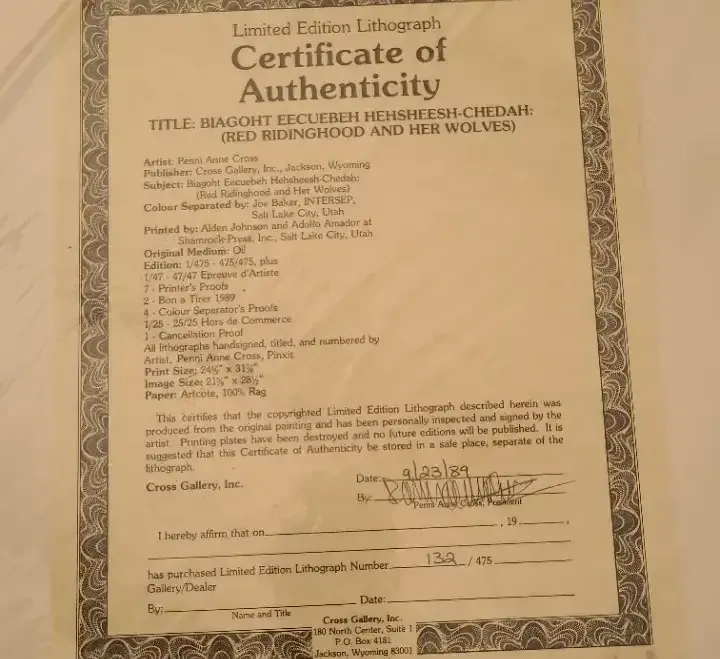 Limited Edition Lithograph
Certificate of
Authenticity
TITLE: BIAGOHT EECUEBEH HEHSHEESH-CHEDAH:
(RED RIDINGHOOD AND HER WOLVES)
Artist: Penni Anne Cross
Publisher: Cross Gallery, Inc., Jackson, Wyoming
Subject: Biagoht Eecuebeh Hehsheesh-Chedah:
(Red Ridinghood and Her Wolves)
Colour Separated by: Joe Baker, INTERSEP,
Salt Lake City, Utah
Printed by: Alden Johnson and Adolfo Amador at
Shamrock Press, Inc., Salt Lake City, Utah
Original Medium: Oil
Edition: 1/475 - 475/475, plus
1/47 - 47/47 Epreuve d'Artiste
7 - Printer's Proofs
2 - Bon a Tirer 1989
4 - Colour Separator's Proofs
1/25 - 25/25 Hors de Commerce
1 - Cancellation Proof
All lithographs handsigned, titled, and numbered by
Artist, Penni Anne Cross, Pinxit
Print Size: x
Image Size: x
Paper: Artcote, 100% Rag
This certifies that the copyrighted Limited Edition Lithograph described herein was
produced from the original painting and has been personally inspected and signed by the
artist. Printing plates have been destroyed and no future editions will be published. It is
suggested that this Certificate of Authenticity be stored in a safe place, separate of the
lithograph.
Cross Gallery, Inc.
Date: 9/23/89
By:
Penni Anne Cross, President
I hereby affirm that on , 19 ,
has purchased Limited Edition Lithograph Number 132 / 475
Gallery/Dealer
By: Date:
Name and Title
Cross Gallery, Inc.
180 North Center, Suite 1
P.O. Box 4181
Jackson, Wyoming 83001